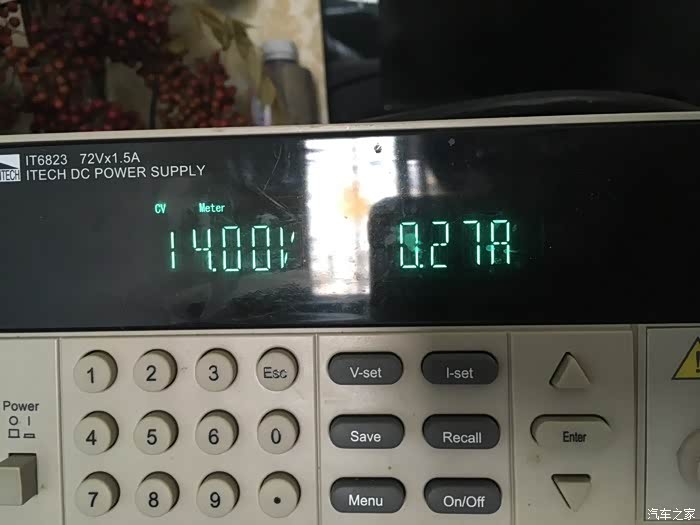 IT6823 72Vx1.5A
ITECH ITECH DC POWER SUPPLY
CV Meter
14.00V 0.27A
1 2 3 Esc V-set I-set
Power
4 5 6 0 Save Recall Enter
7 8 9 . Menu On/Off
汽车之家